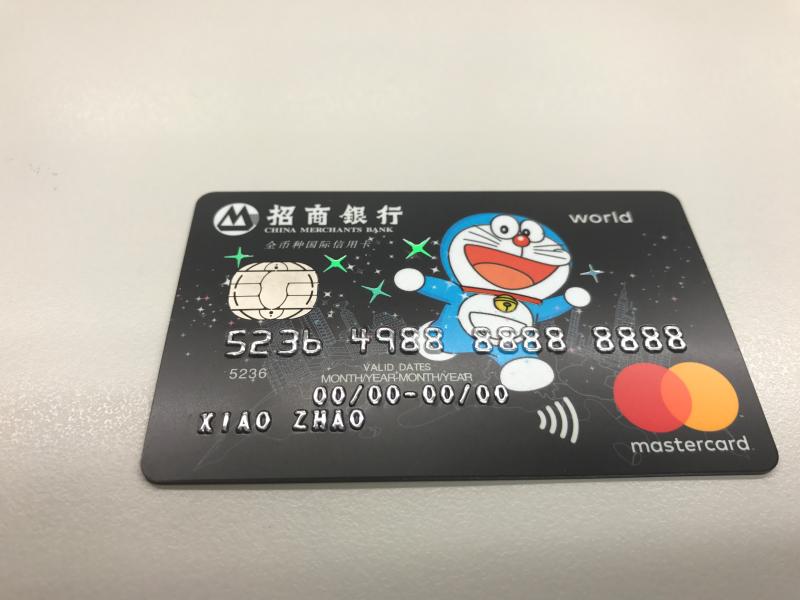 招商銀行
CHINA MERCHANTS BANK
全币种国际信用卡
world
5236 4988 8888 8888
5236
VALID DATES
MONTH/YEAR-MONTH/YEAR
00/00-00/00
XIAO ZHAO
mastercard